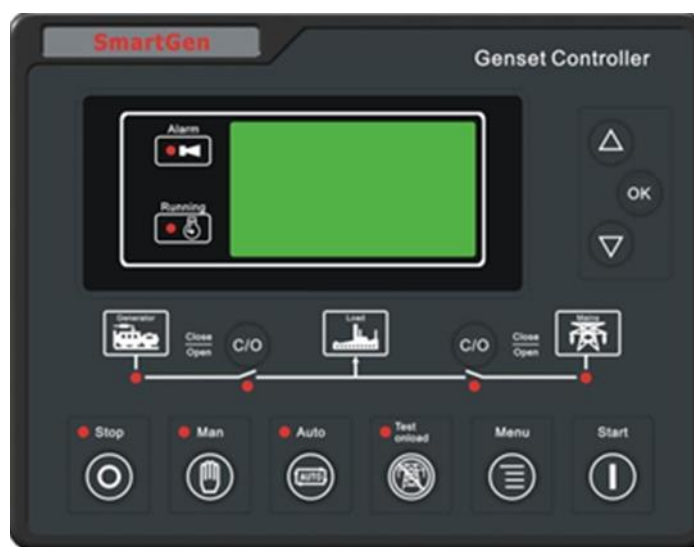 SmartGen
Genset Controller
Alarm
Running
OK
Generator
Close
Open
C/O
Load
C/O
Close
Open
Mains
Stop
Man
Auto
Test
onload
Menu
Start
AUTO